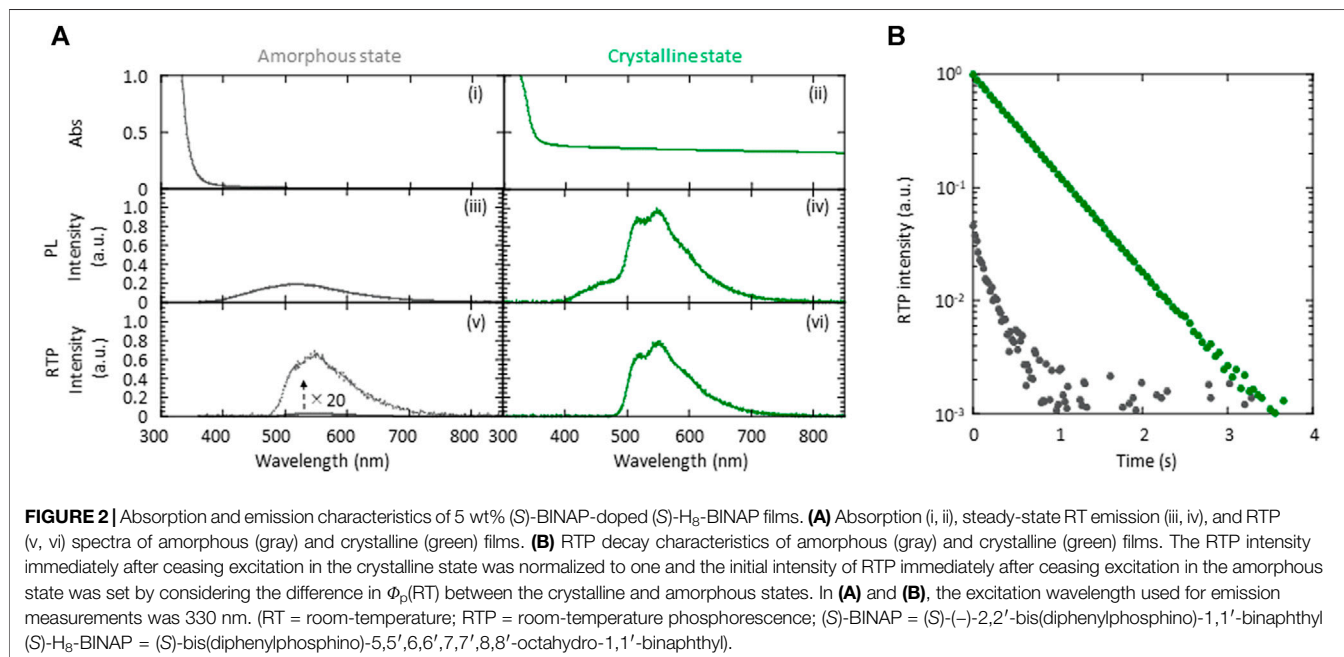 A
B
Amorphous state
Crystalline state
(i)
(ii)
Abs
1.0
0.5
0
(iii)
(iv)
PL
Intensity
(a.u.)
1.0
0.8
0.6
0.4
0.2
0
(v)
(vi)
RTP
Intensity
(a.u.)
1.0
0.8
0.6
0.4
0.2
0
× 20
300 400 500 600 700 800
300 400 500 600 700 800
Wavelength (nm)
Wavelength (nm)
RTP intensity (a.u.)
10⁰
10⁻¹
10⁻²
10⁻³
0 1 2 3 4
Time (s)
FIGURE 2 | Absorption and emission characteristics of 5 wt% (S)-BINAP-doped (S)-H₈-BINAP films. (A) Absorption (i, ii), steady-state RT emission (iii, iv), and RTP
(v, vi) spectra of amorphous (gray) and crystalline (green) films. (B) RTP decay characteristics of amorphous (gray) and crystalline (green) films. The RTP intensity
immediately after ceasing excitation in the crystalline state was normalized to one and the initial intensity of RTP immediately after ceasing excitation in the amorphous
state was set by considering the difference in Φp(RT) between the crystalline and amorphous states. In (A) and (B), the excitation wavelength used for emission
measurements was 330 nm. (RT = room-temperature; RTP = room-temperature phosphorescence; (S)-BINAP = (S)-(–)-2,2′-bis(diphenylphosphino)-1,1′-binaphthyl
(S)-H₈-BINAP = (S)-bis(diphenylphosphino)-5,5′,6,6′,7,7′,8,8′-octahydro-1,1′-binaphthyl).